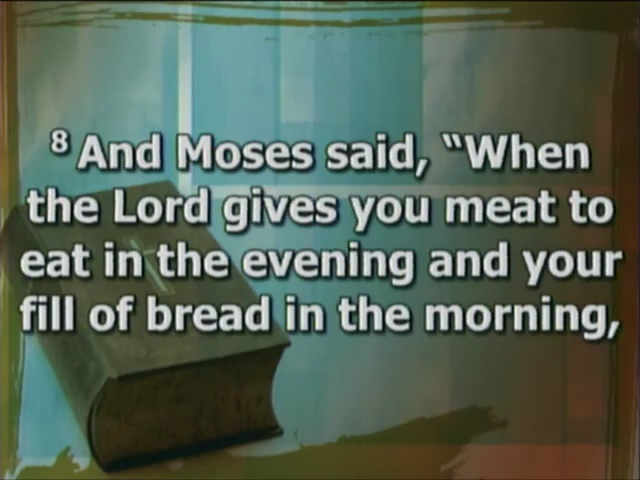 8 And Moses said, “When
the Lord gives you meat to
eat in the evening and your
fill of bread in the morning,